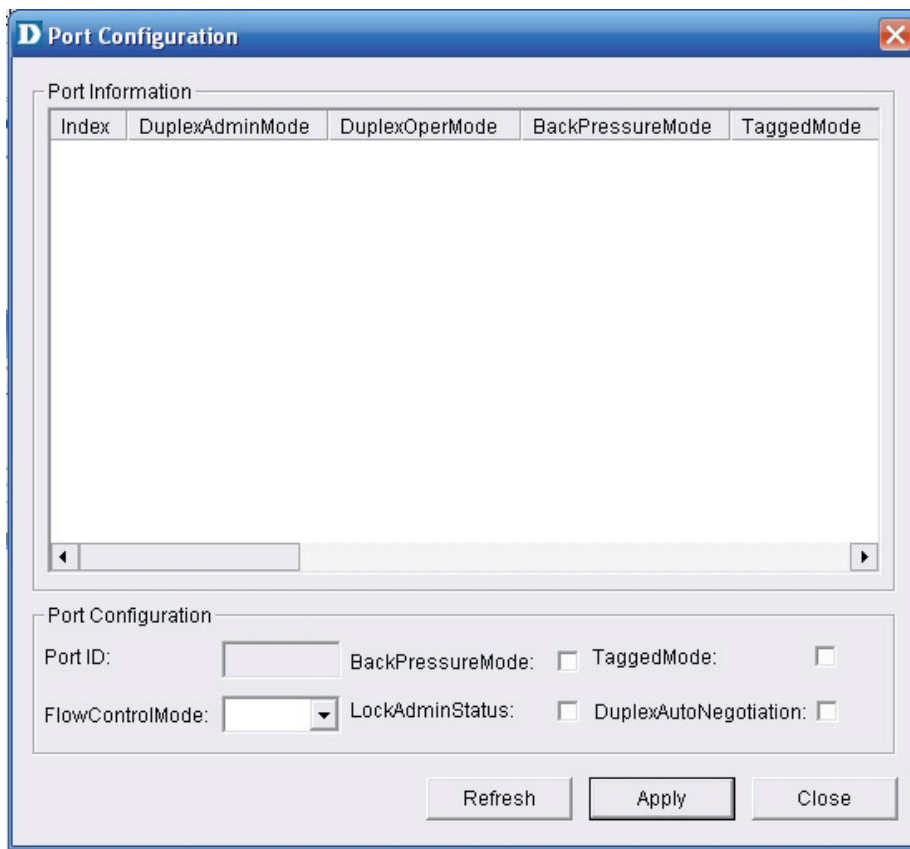 D Port Configuration
Port Information
Index DuplexAdminMode DuplexOperMode BackPressureMode TaggedMode
Port Configuration
Port ID: BackPressureMode: TaggedMode:
FlowControlMode: LockAdminStatus: DuplexAutoNegotiation:
Refresh Apply Close